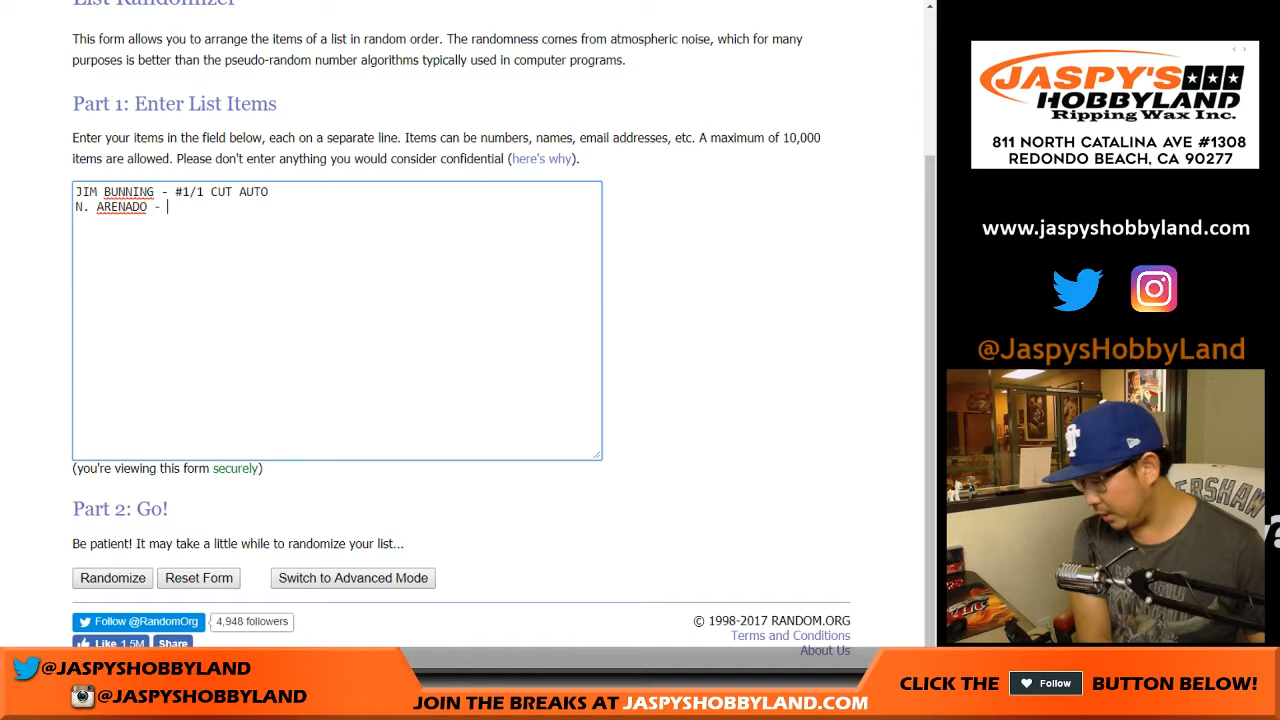 List Randomizer
This form allows you to arrange the items of a list in random order. The randomness comes from atmospheric noise, which for many
purposes is better than the pseudo-random number algorithms typically used in computer programs.
Part 1: Enter List Items
Enter your items in the field below, each on a separate line. Items can be numbers, names, email addresses, etc. A maximum of 10,000
items are allowed. Please don't enter anything you would consider confidential (here's why).
JIM BUNNING - #1/1 CUT AUTO
N. ARENADO -
(you're viewing this form securely)
Part 2: Go!
Be patient! It may take a little while to randomize your list...
Randomize
Reset Form
Switch to Advanced Mode
Follow @RandomOrg
4,948 followers
Like 1.5M
Share
© 1998-2017 RANDOM.ORG
Terms and Conditions
About Us
JASPY'S
HOBBYLAND
Ripping Wax Inc.
811 NORTH CATALINA AVE #1308
REDONDO BEACH, CA 90277
www.jaspyshobbyland.com
@JaspysHobbyLand
ERSHAW
@JASPYSHOBBYLAND
@JASPYSHOBBYLAND
JOIN THE BREAKS AT JASPYSHOBBYLAND.COM
CLICK THE
Follow
BUTTON BELOW!